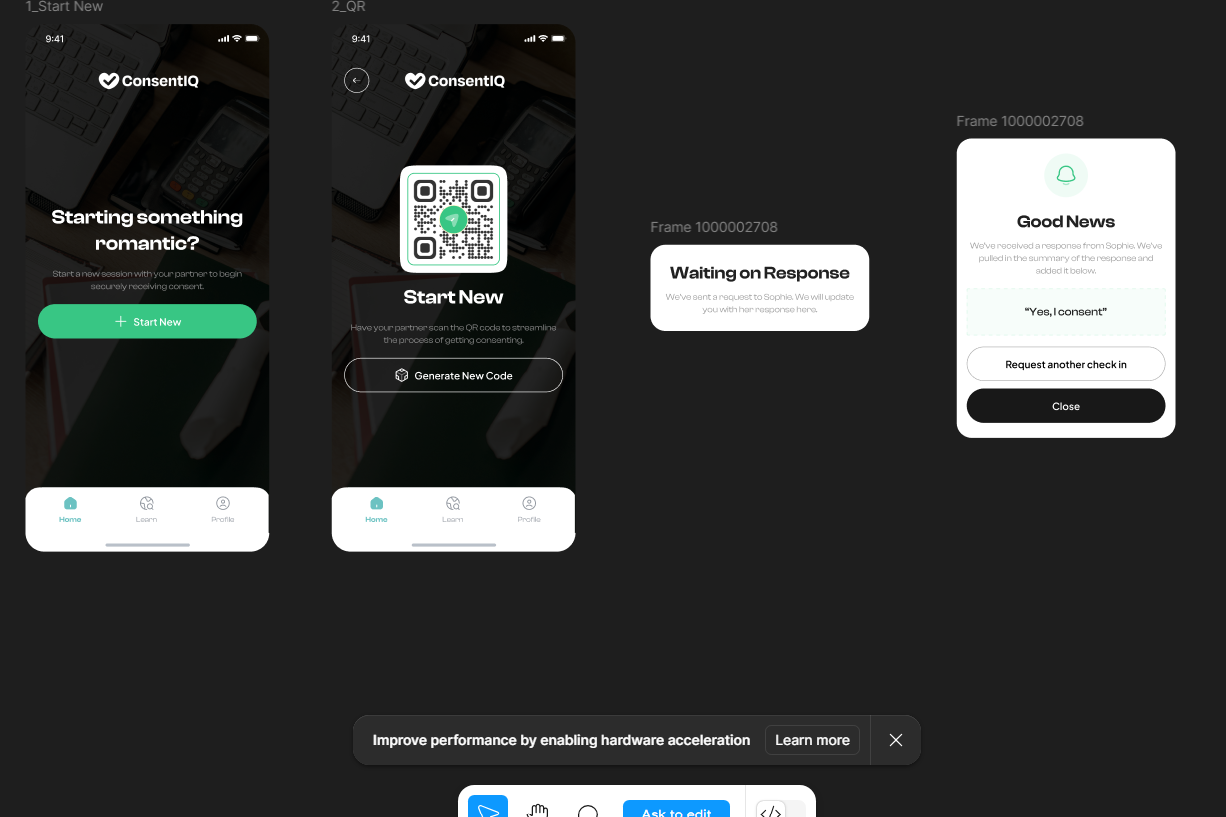 1_Start New
9:41
ConsentIQ
Starting something
romantic?
Start a new session with your partner to begin
securely receiving consent.
Start New
Home Learn Profile
2_QR
9:41
ConsentIQ
Start New
Have your partner scan the QR code to streamline
the process of getting consenting.
Generate New Code
Home Learn Profile
Frame 1000002708
Waiting on Response
We've sent a request to Sophie. We will update
you with her response here.
Frame 1000002708
Good News
We've received a response from Sophie. We've
pulled in the summary of the response and
added it below.
“Yes, I consent”
Request another check in
Close
Improve performance by enabling hardware acceleration Learn more
Ask to edit